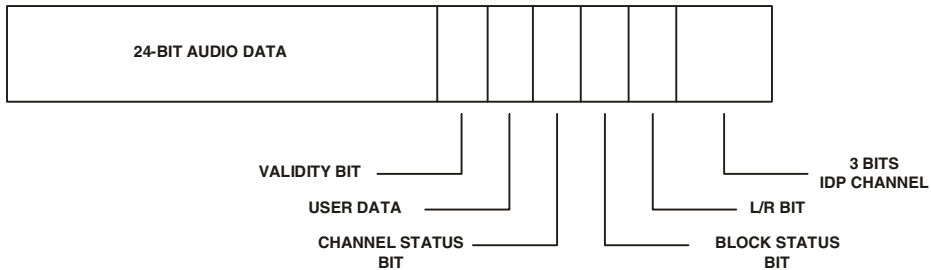 24-BIT AUDIO DATA
VALIDITY BIT
3 BITS
IDP CHANNEL
USER DATA
L/R BIT
CHANNEL STATUS
BIT
BLOCK STATUS
BIT